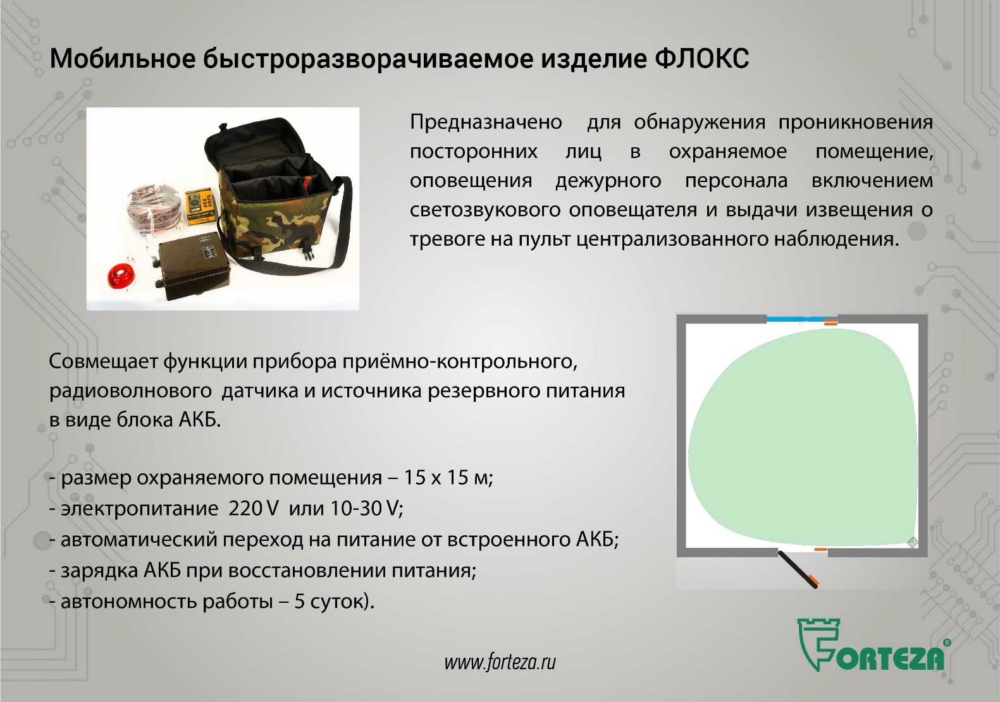 Мобильное быстроразворачиваемое изделие ФЛОКС
Предназначено для обнаружения проникновения
посторонних лиц в охраняемое помещение,
оповещения дежурного персонала включением
светозвукового оповещателя и выдачи извещения о
тревоге на пульт централизованного наблюдения.
Совмещает функции прибора приёмно-контрольного,
радиоволнового датчика и источника резервного питания
в виде блока АКБ.
- размер охраняемого помещения – 15 х 15 м;
- электропитание 220 V или 10-30 V;
- автоматический переход на питание от встроенного АКБ;
- зарядка АКБ при восстановлении питания;
- автономность работы – 5 суток).
www.forteza.ru
FORTEZA®